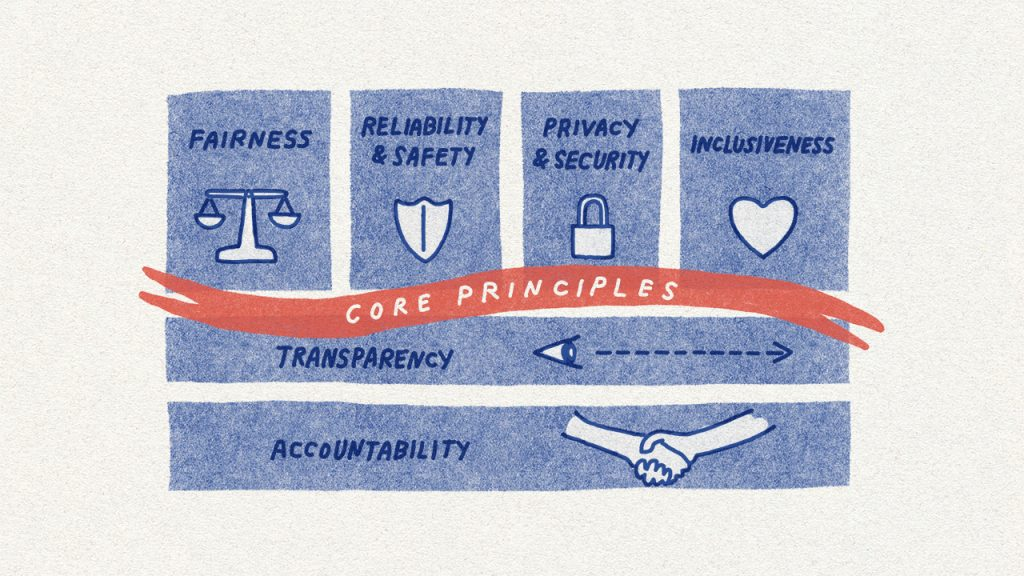 FAIRNESS
RELIABILITY
& SAFETY
PRIVACY
& SECURITY
INCLUSIVENESS
CORE PRINCIPLES
TRANSPARENCY
ACCOUNTABILITY